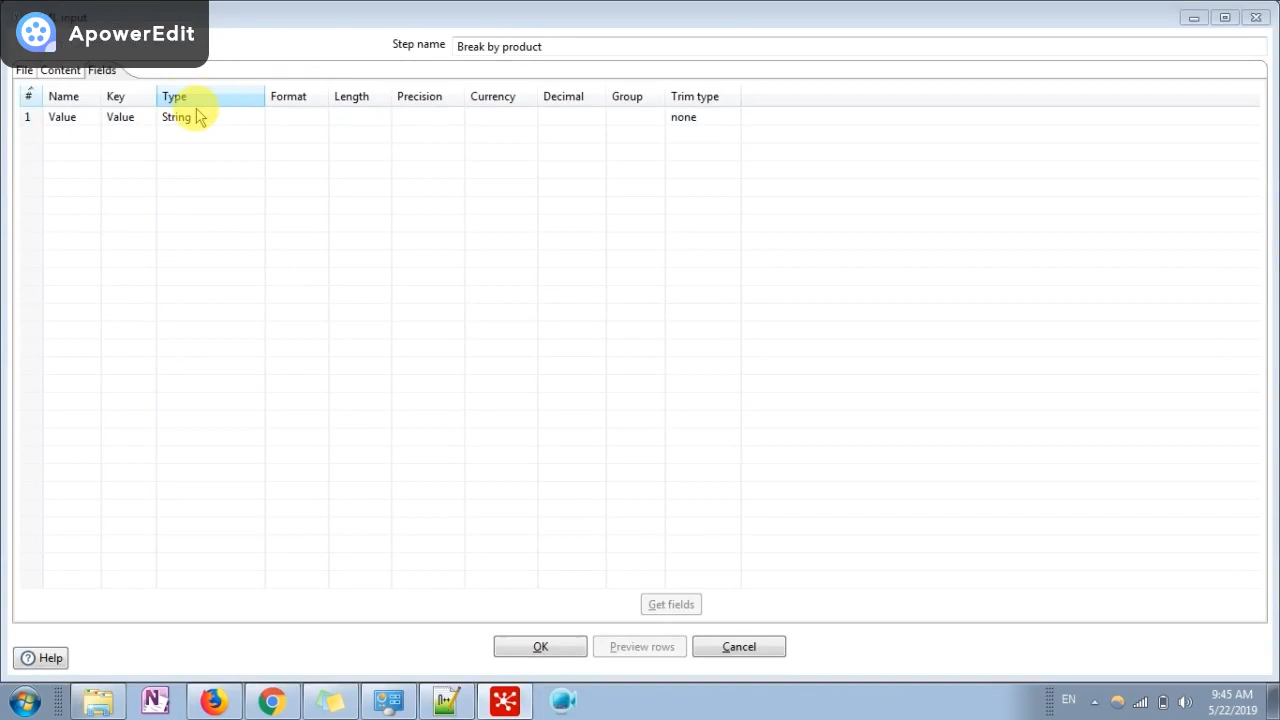 ApowerEdit
input
Step name Break by product
File Content Fields
# Name Key Type Format Length Precision Currency Decimal Group Trim type
1 Value Value String none
Get fields
OK Preview rows Cancel
Help
EN 9:45 AM
5/22/2019